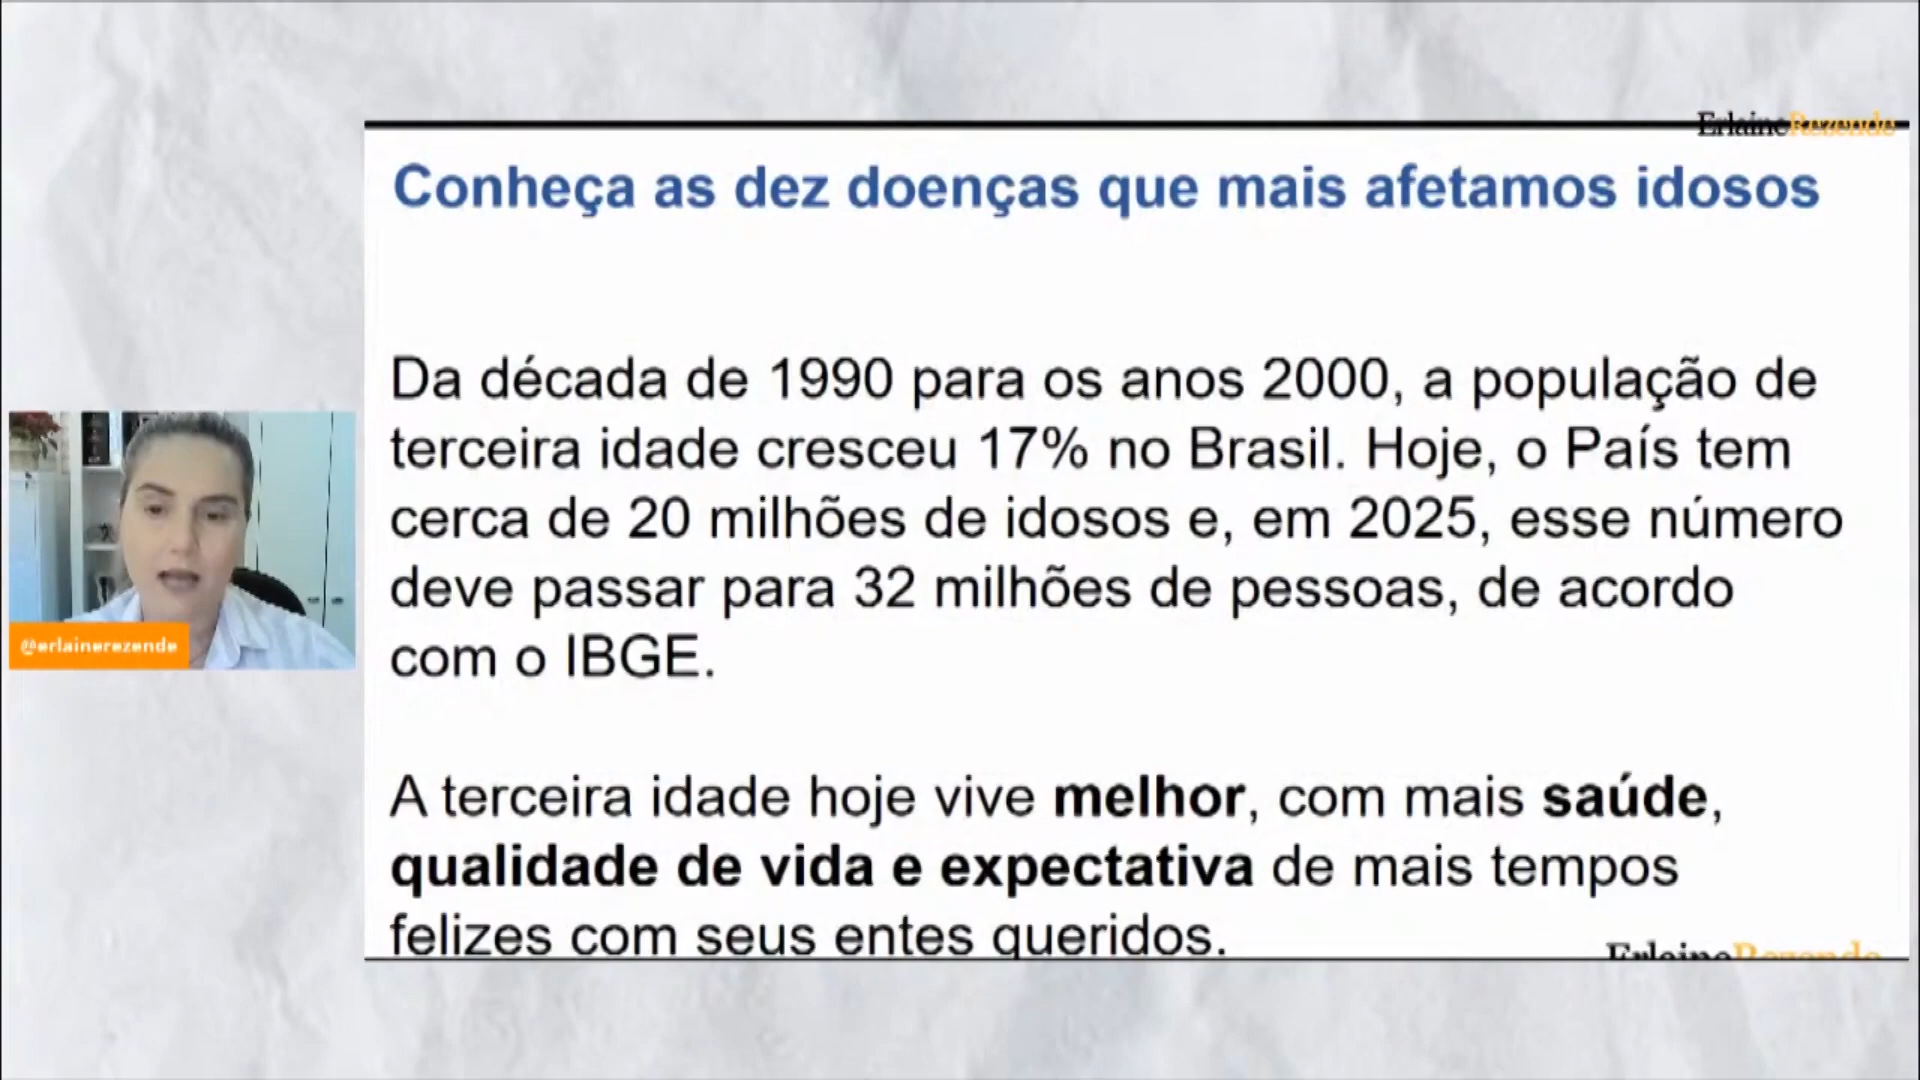 ErlaineRezende
Conheça as dez doenças que mais afetamos idosos
Da década de 1990 para os anos 2000, a população de
terceira idade cresceu 17% no Brasil. Hoje, o País tem
cerca de 20 milhões de idosos e, em 2025, esse número
deve passar para 32 milhões de pessoas, de acordo
com o IBGE.
@erlainerezende
A terceira idade hoje vive melhor, com mais saúde,
qualidade de vida e expectativa de mais tempos
felizes com seus entes queridos.
ErlaineRezende